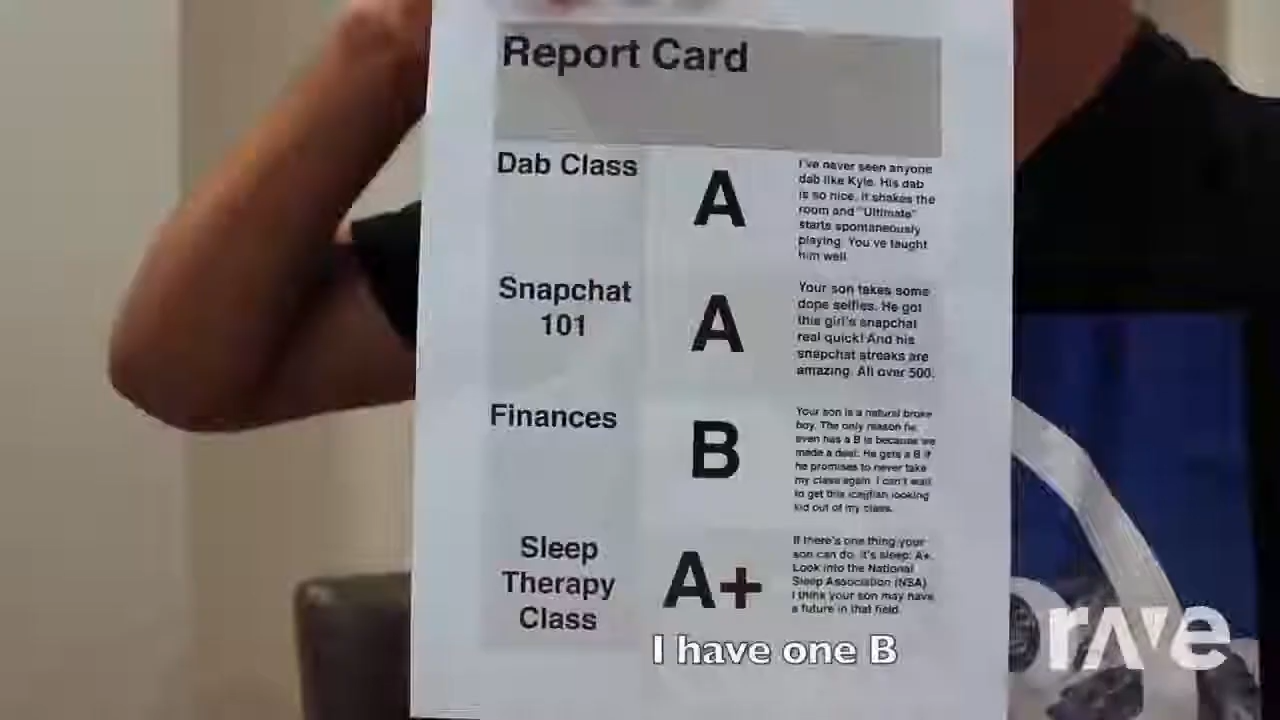 Report Card
Dab Class
A
I've never seen anyone
dab like Kyle. His dab
is so nice, it shakes the
room and "Ultimate"
starts spontaneously
playing. You've taught
him well.
Snapchat
101
A
Your son takes some
dope selfies. He got
this girl's snapchat
real quick! And his
snapchat streaks are
amazing. All over 500.
Finances
B
Your son is a natural broke
boy. The only reason he
even has a B is because we
made a deal. He gets a B if
he promises to never take
my class again. I can't wait
to get this looking
kid out of my class.
Sleep
Therapy
Class
A+
If there's one thing your
son can do, it's sleep. A+.
Look into the National
Sleep Association (NSA)
I think your son may have
a future in that field.
I have one B
rave